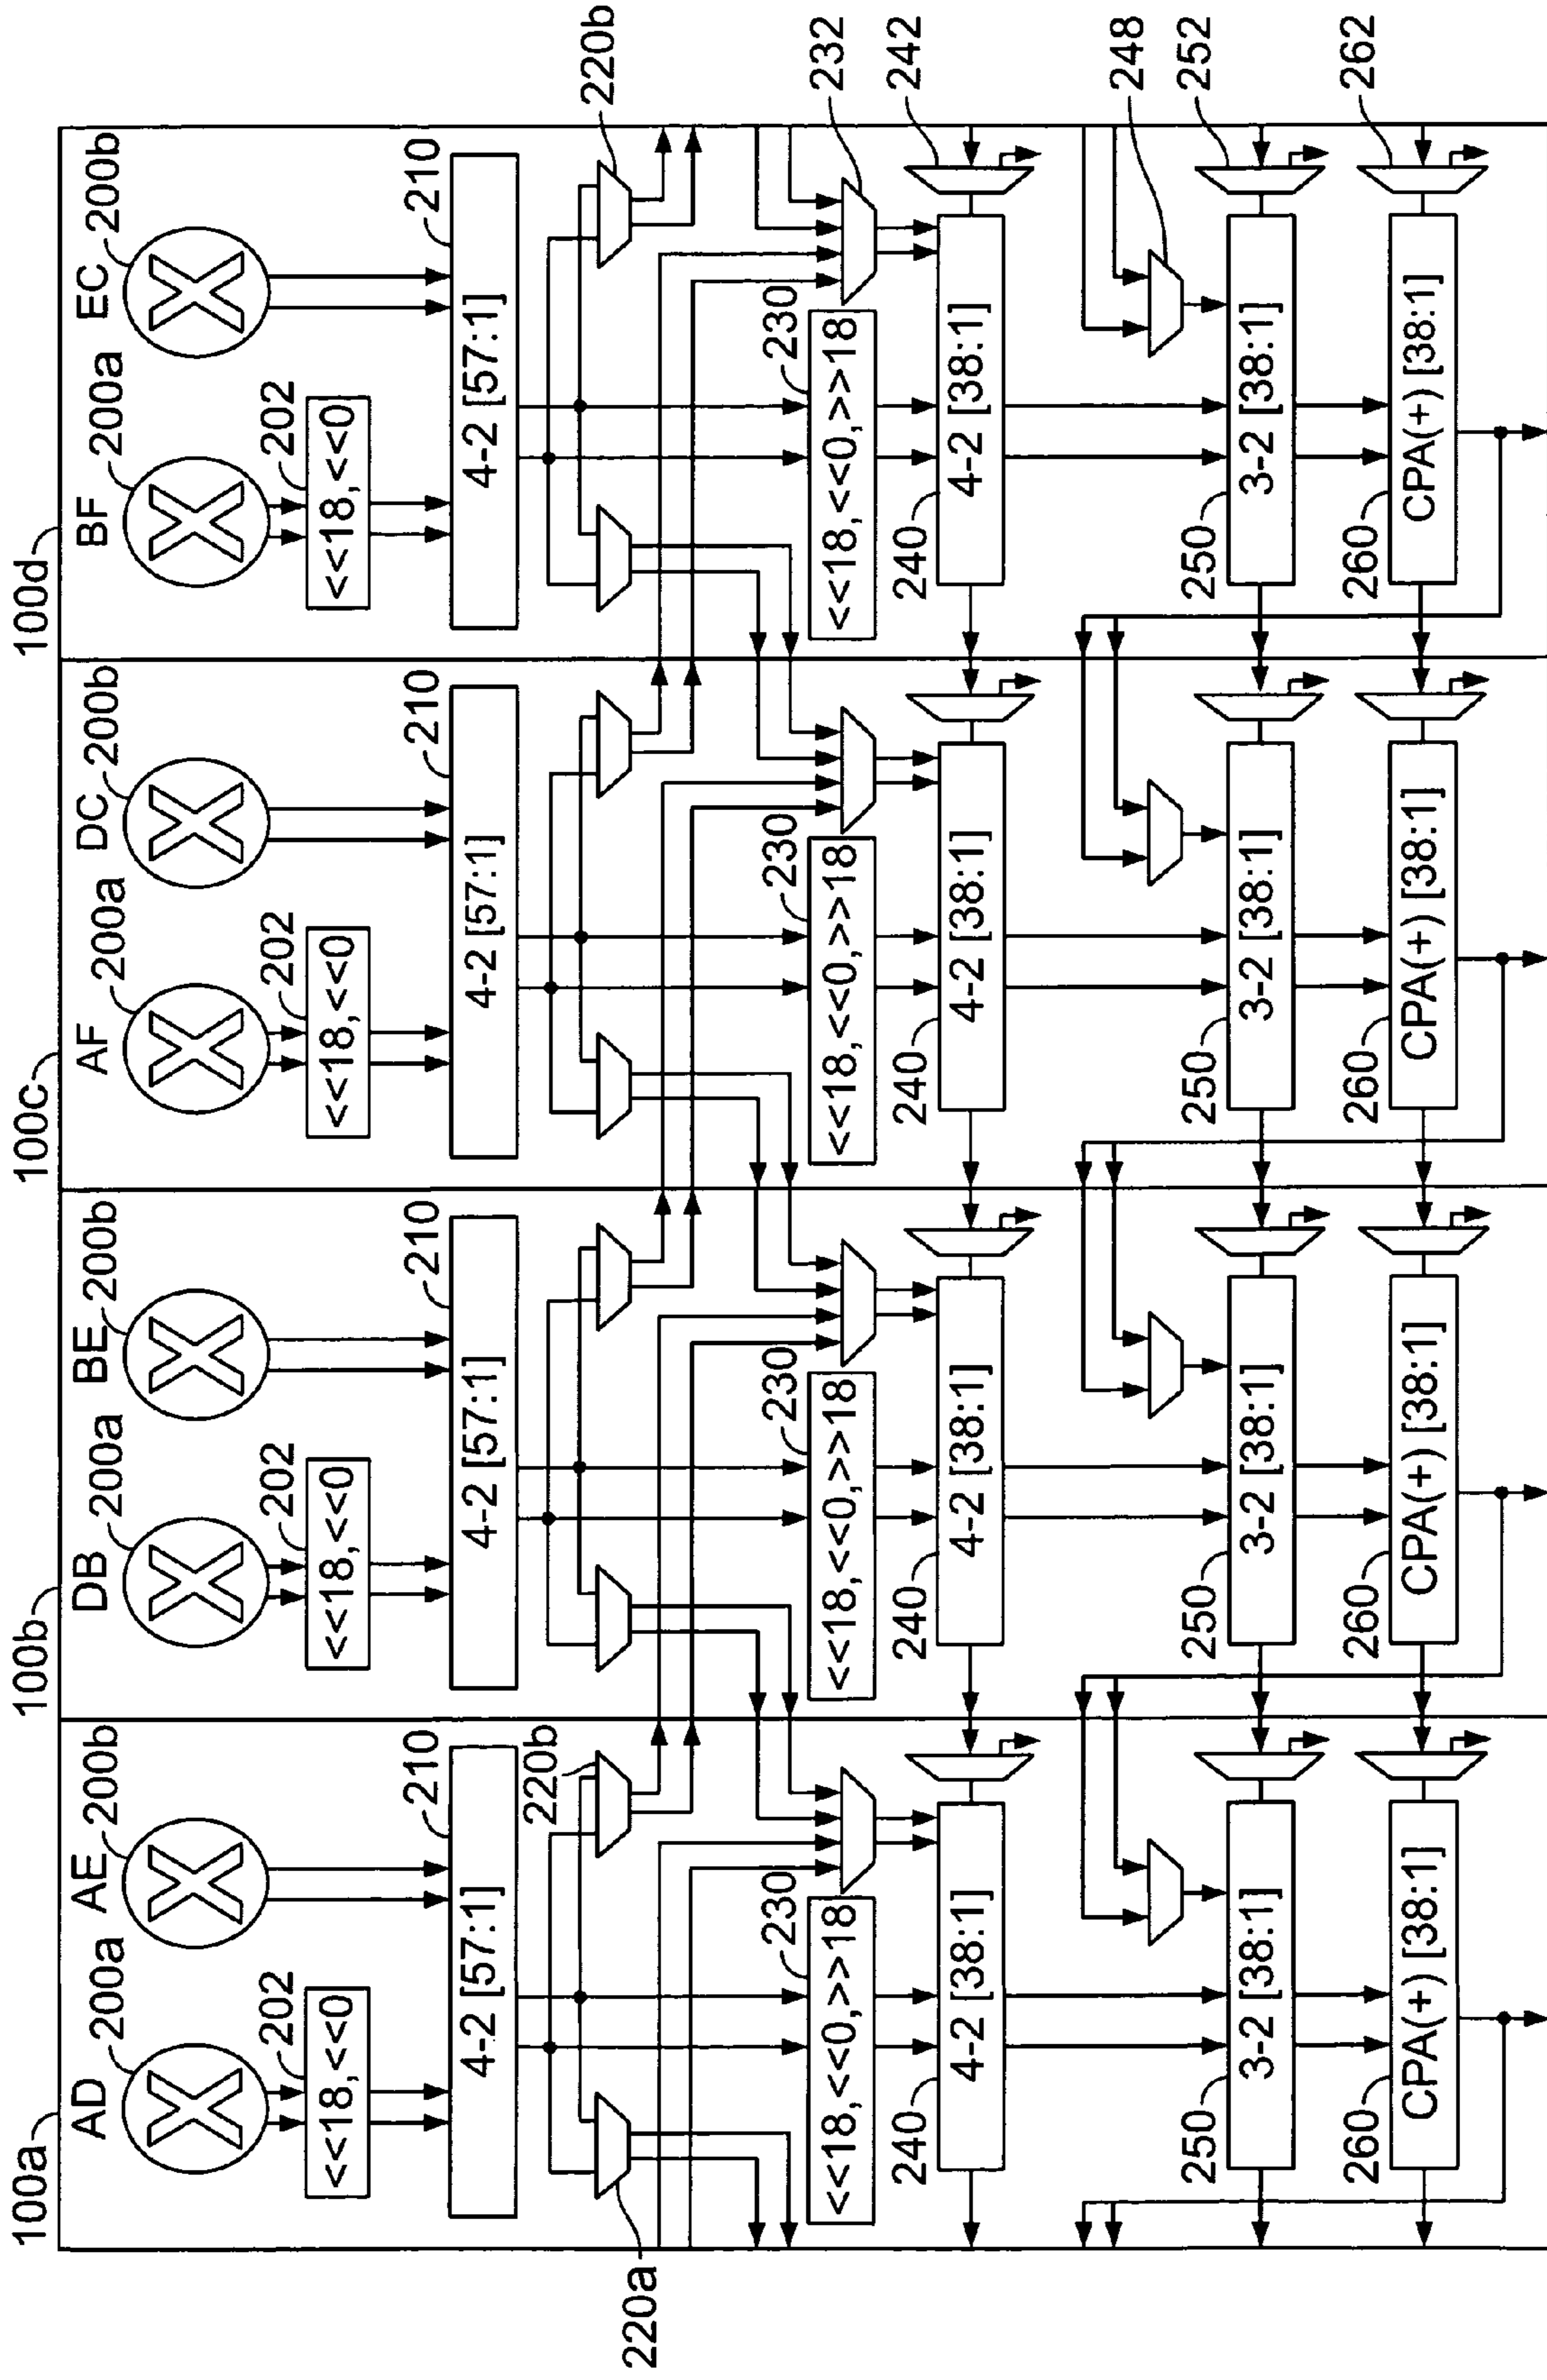 100a 100b 100c 100d
AD 200a AE 200b DB 200a BE 200b AF 200a DC 200b BF 200a EC 200b
202 202 202 202
<<18,<<0 <<18,<<0 <<18,<<0 <<18,<<0
210 210 210 210
4-2 [57:1] 4-2 [57:1] 4-2 [57:1] 4-2 [57:1]
220a 220b 220b
230 230 230 230 232
<<18,<<0,>>18 <<18,<<0,>>18 <<18,<<0,>>18 <<18,<<0,>>18
240 240 240 240 242
4-2 [38:1] 4-2 [38:1] 4-2 [38:1] 4-2 [38:1]
248
250 250 250 250 252
3-2 [38:1] 3-2 [38:1] 3-2 [38:1] 3-2 [38:1]
260 260 260 260 262
CPA(+) [38:1] CPA(+) [38:1] CPA(+) [38:1] CPA(+) [38:1]